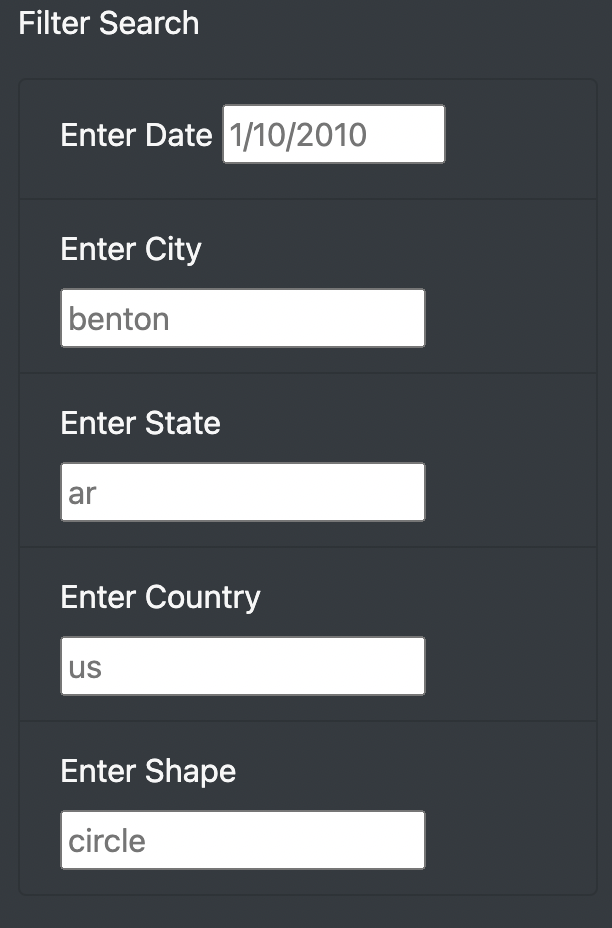 Filter Search
Enter Date 1/10/2010
Enter City
benton
Enter State
ar
Enter Country
us
Enter Shape
circle